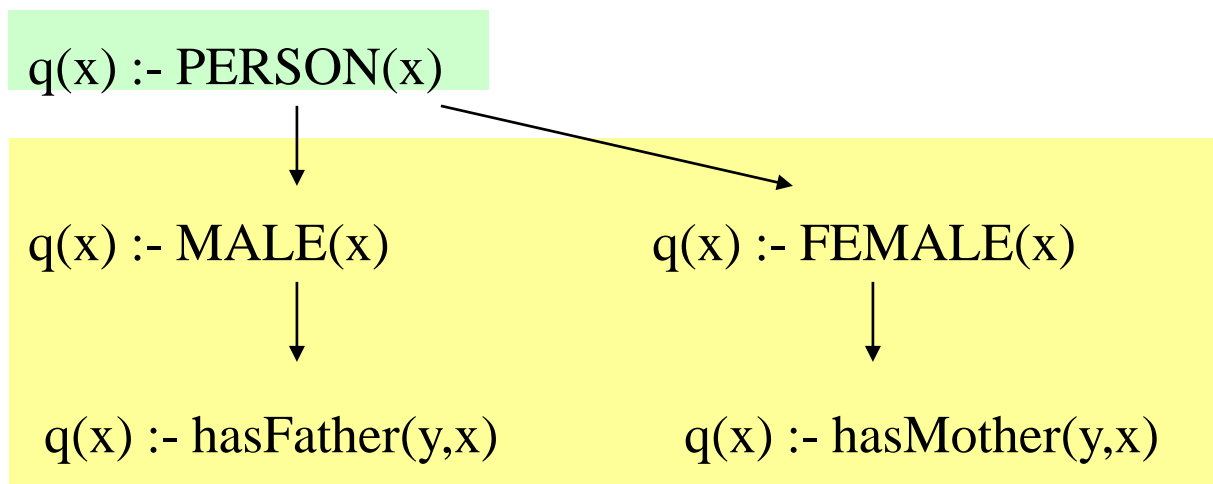 q(x) :- PERSON(x)
q(x) :- MALE(x)
q(x) :- FEMALE(x)
q(x) :- hasFather(y,x)
q(x) :- hasMother(y,x)